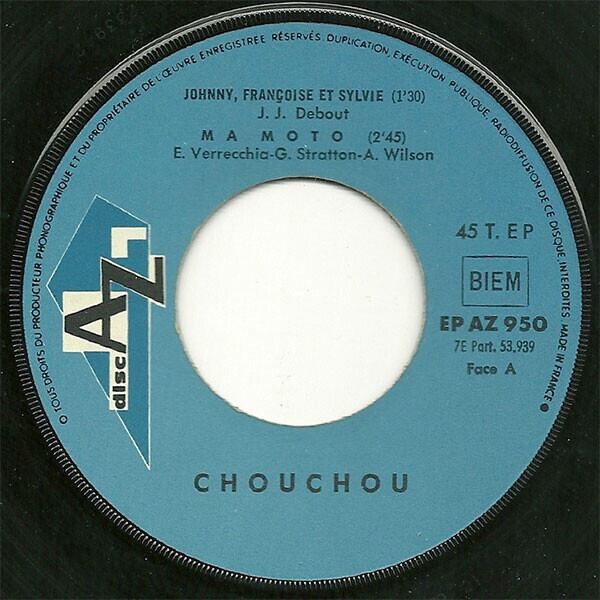 © TOUS DROITS DU PRODUCTEUR PHONOGRAPHIQUE ET DU PROPRIÉTAIRE DE L'ŒUVRE ENREGISTREE RÉSERVÉS. DUPLICATION, EXÉCUTION PUBLIQUE, RADIODIFFUSION DE CE DISQUE, INTERDITES. MADE IN FRANCE ●
JOHNNY, FRANÇOISE ET SYLVIE (1'30)
J. J. Debout
MA MOTO (2'45)
E. Verrecchia-G. Stratton-A. Wilson
disc AZ
45 T. EP
BIEM
EP AZ 950
7E Part. 53,939
Face A
CHOUCHOU